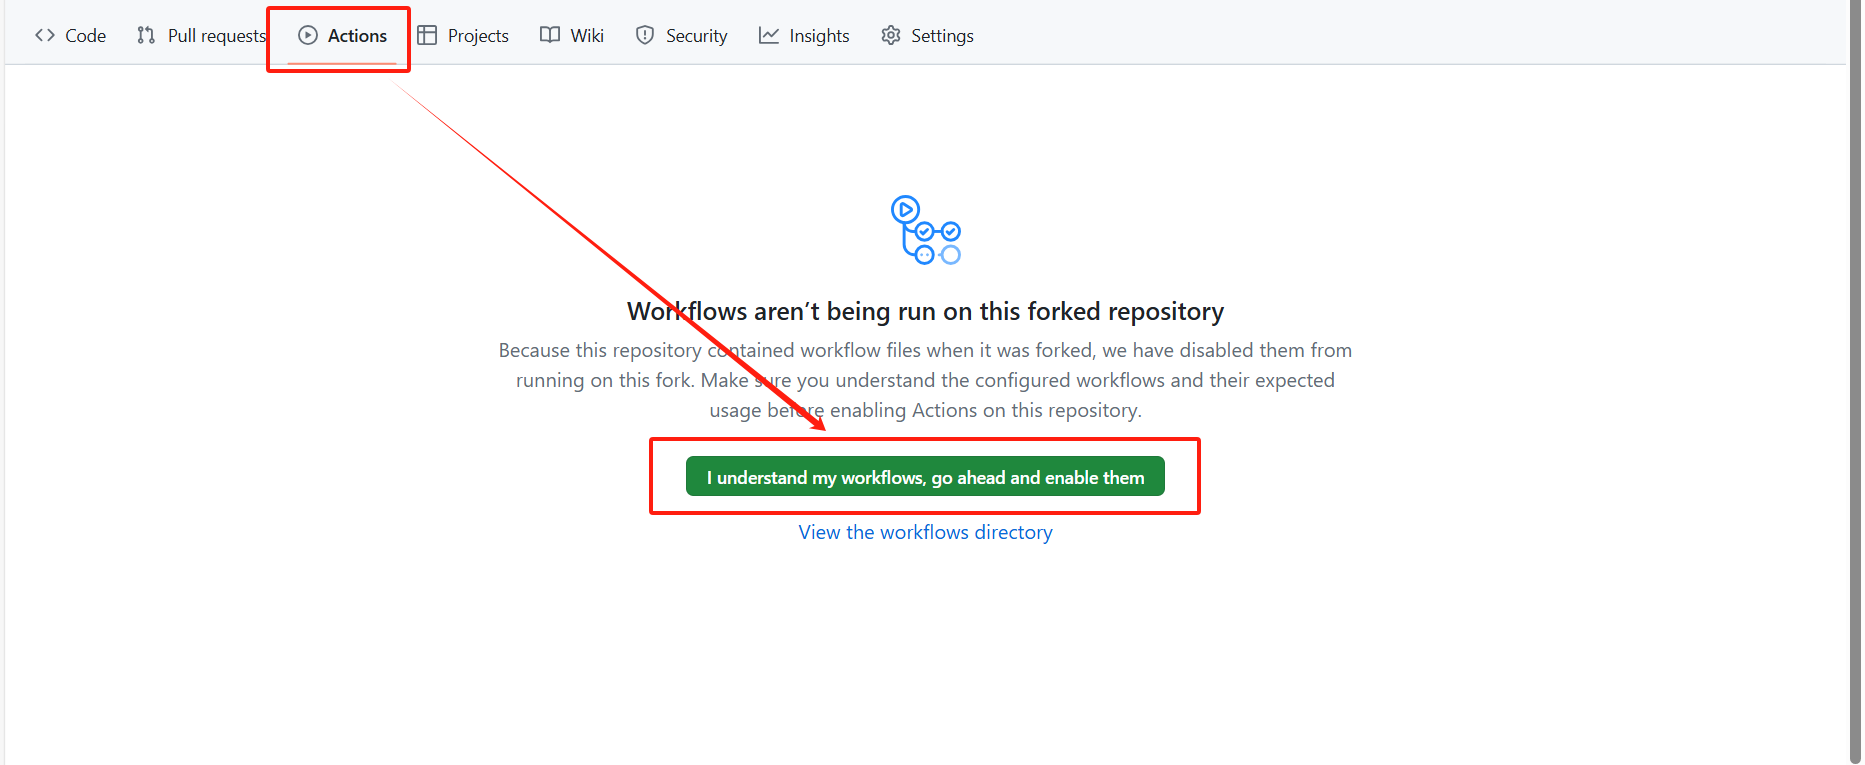 Code Pull requests Actions Projects Wiki Security Insights Settings
Workflows aren’t being run on this forked repository
Because this repository contained workflow files when it was forked, we have disabled them from
running on this fork. Make sure you understand the configured workflows and their expected
usage before enabling Actions on this repository.
I understand my workflows, go ahead and enable them
View the workflows directory